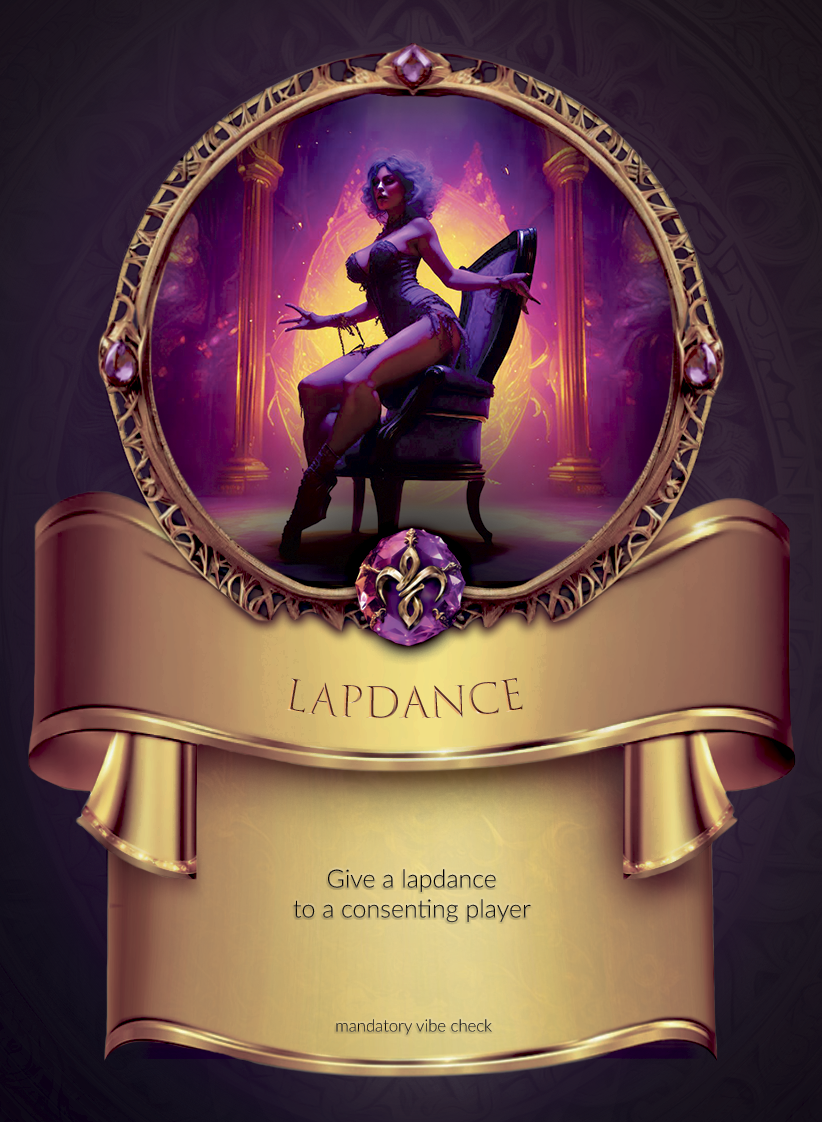 LAPDANCE
Give a lapdance
to a consenting player
mandatory vibe check